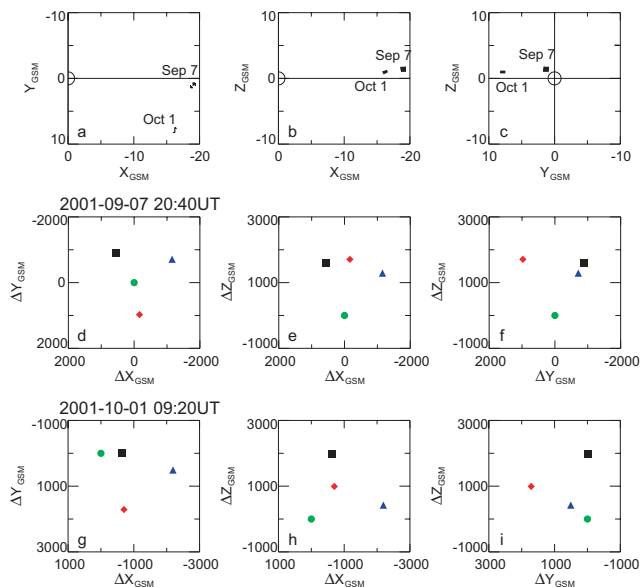 -10 -10 -10
Y_GSM Sep 7 Z_GSM Sep 7 Z_GSM Sep 7
0 0 0
Oct 1 Oct 1 Oct 1
a b c
10 10 10
0 -10 -20 0 -10 -20 10 0 -10
X_GSM X_GSM Y_GSM
2001-09-07 20:40UT
-2000 3000 3000
ΔY_GSM ΔZ_GSM ΔZ_GSM
0 1000 1000
d e f
2000 -1000 -1000
2000 0 -2000 2000 0 -2000 2000 0 -2000
ΔX_GSM ΔX_GSM ΔY_GSM
2001-10-01 09:20UT
-1000 3000 3000
ΔY_GSM ΔZ_GSM ΔZ_GSM
1000 1000 1000
g h i
3000 -1000 -1000
1000 -1000 -3000 1000 -1000 -3000 3000 1000 -1000
ΔX_GSM ΔX_GSM ΔY_GSM